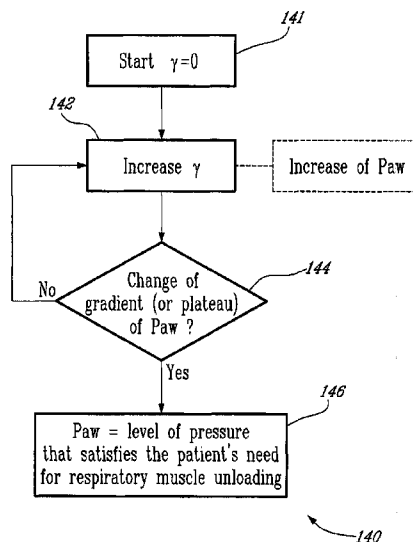 141
Start γ=0
142
Increase γ
Increase of Paw
144
Change of
gradient (or plateau)
of Paw ?
No
Yes
146
Paw = level of pressure
that satisfies the patient's need
for respiratory muscle unloading
140